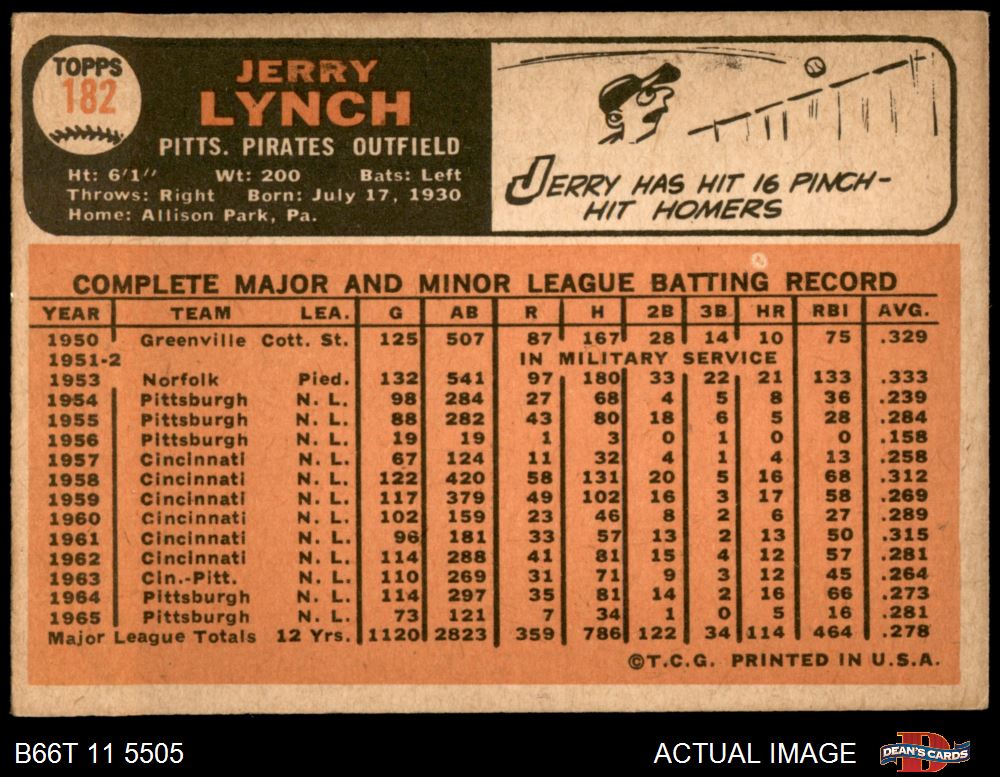 TOPPS
182
JERRY
LYNCH
PITTS. PIRATES OUTFIELD
Ht: 6'1" Wt: 200 Bats: Left
Throws: Right Born: July 17, 1930
Home: Allison Park, Pa.
JERRY HAS HIT 16 PINCH-
HIT HOMERS
COMPLETE MAJOR AND MINOR LEAGUE BATTING RECORD
YEAR TEAM LEA. G AB R H 2B 3B HR RBI AVG.
1950 Greenville Cott. St. 125 507 87 167 28 14 10 75 .329
1951-2 IN MILITARY SERVICE
1953 Norfolk Pied. 132 541 97 180 33 22 21 133 .333
1954 Pittsburgh N. L. 98 284 27 68 4 5 8 36 .239
1955 Pittsburgh N. L. 88 282 43 80 18 6 5 28 .284
1956 Pittsburgh N. L. 19 19 1 3 0 1 0 0 .158
1957 Cincinnati N. L. 67 124 11 32 4 1 4 13 .258
1958 Cincinnati N. L. 122 420 58 131 20 5 16 68 .312
1959 Cincinnati N. L. 117 379 49 102 16 3 17 58 .269
1960 Cincinnati N. L. 102 159 23 46 8 2 6 27 .289
1961 Cincinnati N. L. 96 181 33 57 13 2 13 50 .315
1962 Cincinnati N. L. 114 288 41 81 15 4 12 57 .281
1963 Cin.-Pitt. N. L. 110 269 31 71 9 3 12 45 .264
1964 Pittsburgh N. L. 114 297 35 81 14 2 16 66 .273
1965 Pittsburgh N. L. 73 121 7 34 1 0 5 16 .281
Major League Totals 12 Yrs. 1120 2823 359 786 122 34 114 464 .278
©T.C.G. PRINTED IN U.S.A.
B66T 11 5505 ACTUAL IMAGE DEAN'S CARDS